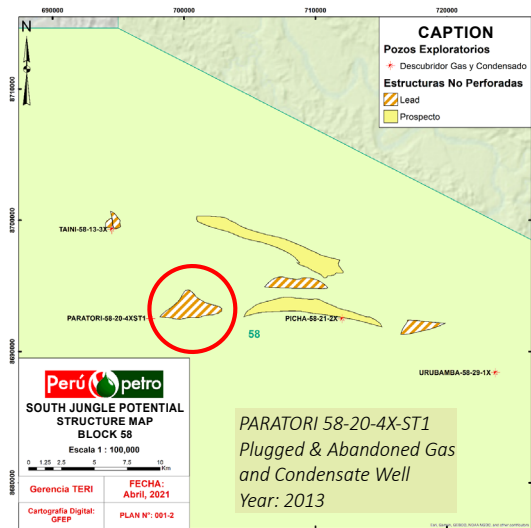 690000
700000
710000
720000
N
8710000
8700000
8690000
8680000
CAPTION
Pozos Exploratorios
Descubridor Gas y Condensado
Estructuras No Perforadas
Lead
Prospecto
TAINI-58-13-3X
PARATORI-58-20-4XST1
PICHA-58-21-2X
58
URUBAMBA-58-29-1X
Perú petro
SOUTH JUNGLE POTENTIAL
STRUCTURE MAP
BLOCK 58
Escala 1 : 100,000
0 1.25 2.5 5 7.5 10
Km
Gerencia TERI
FECHA:
Abril, 2021
Cartografía Digital:
GFEP
PLAN N°: 001-2
PARATORI 58-20-4X-ST1
Plugged & Abandoned Gas
and Condensate Well
Year: 2013